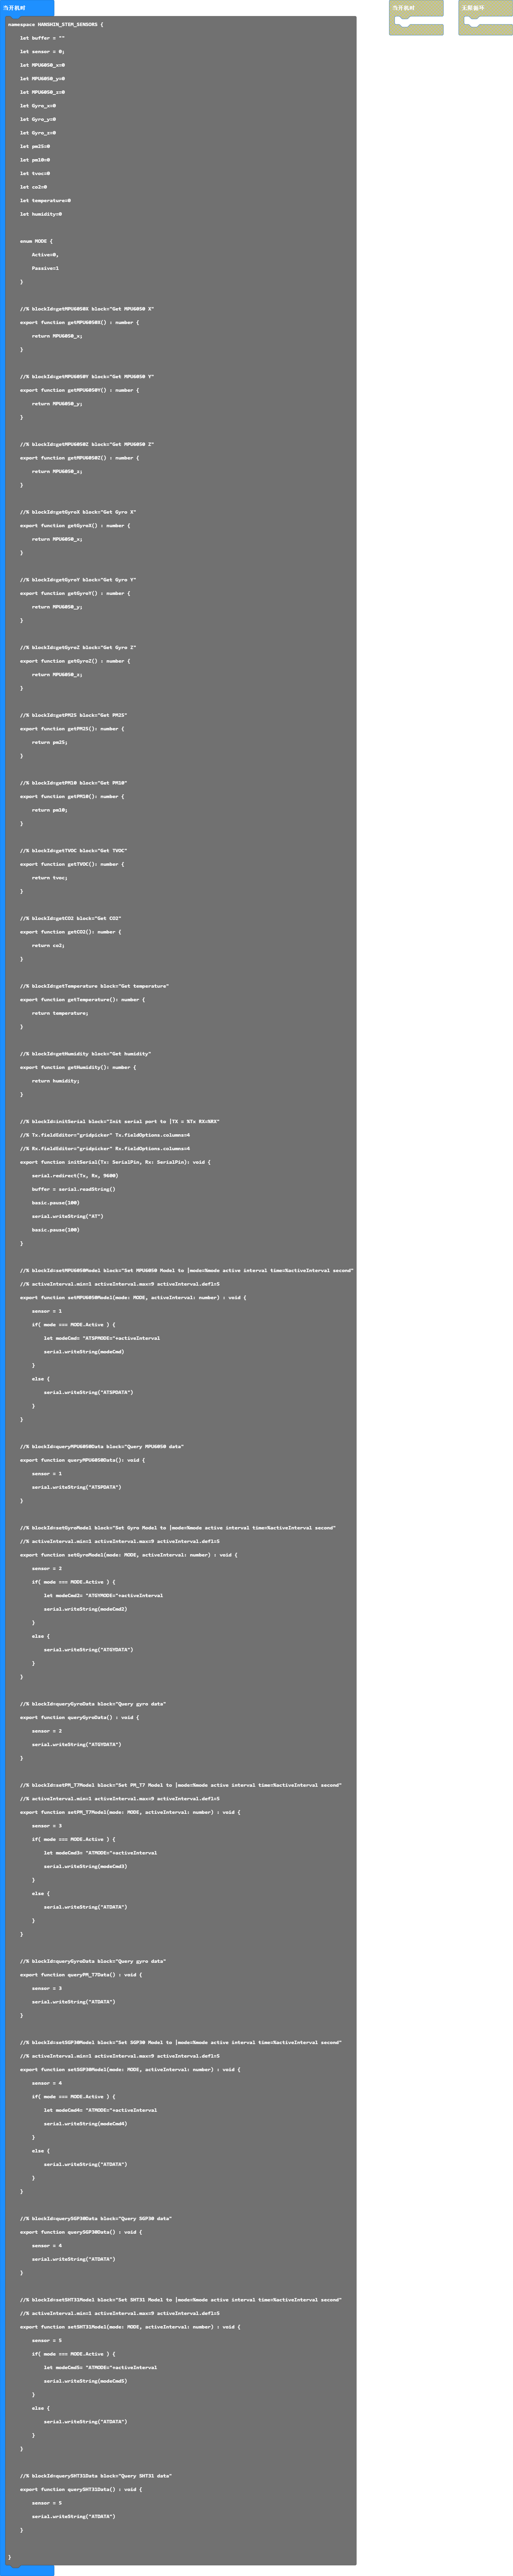 当开机时
namespace HANSHIN_STEM_SENSORS {
let buffer = ""
let sensor = 0;
let MPU6050_x=0
let MPU6050_y=0
let MPU6050_z=0
let Gyro_x=0
let Gyro_y=0
let Gyro_z=0
let pm25=0
let pm10=0
let tvoc=0
let co2=0
let temperature=0
let humidity=0
enum MODE {
Active=0,
Passive=1
}
//% blockId=getMPU6050X block="Get MPU6050 X"
export function getMPU6050X() : number {
return MPU6050_x;
}
//% blockId=getMPU6050Y block="Get MPU6050 Y"
export function getMPU6050Y() : number {
return MPU6050_y;
}
//% blockId=getMPU6050Z block="Get MPU6050 Z"
export function getMPU6050Z() : number {
return MPU6050_z;
}
//% blockId=getGyroX block="Get Gyro X"
export function getGyroX() : number {
return MPU6050_x;
}
//% blockId=getGyroY block="Get Gyro Y"
export function getGyroY() : number {
return MPU6050_y;
}
//% blockId=getGyroZ block="Get Gyro Z"
export function getGyroZ() : number {
return MPU6050_z;
}
//% blockId=getPM25 block="Get PM25"
export function getPM25(): number {
return pm25;
}
//% blockId=getPM10 block="Get PM10"
export function getPM10(): number {
return pm10;
}
//% blockId=getTVOC block="Get TVOC"
export function getTVOC(): number {
return tvoc;
}
//% blockId=getCO2 block="Get CO2"
export function getCO2(): number {
return co2;
}
//% blockId=getTemperature block="Get temperature"
export function getTemperature(): number {
return temperature;
}
//% blockId=getHumidity block="Get humidity"
export function getHumidity(): number {
return humidity;
}
//% blockId=initSerial block="Init serial port to |TX = %Tx RX=%RX"
//% Tx.fieldEditor="gridpicker" Tx.fieldOptions.columns=4
//% Rx.fieldEditor="gridpicker" Rx.fieldOptions.columns=4
export function initSerial(Tx: SerialPin, Rx: SerialPin): void {
serial.redirect(Tx, Rx, 9600)
buffer = serial.readString()
basic.pause(100)
serial.writeString("AT")
basic.pause(100)
}
//% blockId=setMPU6050Model block="Set MPU6050 Model to |mode=%mode active interval time=%activeInterval second"
//% activeInterval.min=1 activeInterval.max=9 activeInterval.defl=5
export function setMPU6050Model(mode: MODE, activeInterval: number) : void {
sensor = 1
if( mode === MODE.Active ) {
let modeCmd= "ATSPMODE="+activeInterval
serial.writeString(modeCmd)
}
else {
serial.writeString("ATSPDATA")
}
}
//% blockId=queryMPU6050Data block="Query MPU6050 data"
export function queryMPU6050Data(): void {
sensor = 1
serial.writeString("ATSPDATA")
}
//% blockId=setGyroModel block="Set Gyro Model to |mode=%mode active interval time=%activeInterval second"
//% activeInterval.min=1 activeInterval.max=9 activeInterval.defl=5
export function setGyroModel(mode: MODE, activeInterval: number) : void {
sensor = 2
if( mode === MODE.Active ) {
let modeCmd2= "ATGYMODE="+activeInterval
serial.writeString(modeCmd2)
}
else {
serial.writeString("ATGYDATA")
}
}
//% blockId=queryGyroData block="Query gyro data"
export function queryGyroData() : void {
sensor = 2
serial.writeString("ATGYDATA")
}
//% blockId=setPM_T7Model block="Set PM_T7 Model to |mode=%mode active interval time=%activeInterval second"
//% activeInterval.min=1 activeInterval.max=9 activeInterval.defl=5
export function setPM_T7Model(mode: MODE, activeInterval: number) : void {
sensor = 3
if( mode === MODE.Active ) {
let modeCmd3= "ATMODE="+activeInterval
serial.writeString(modeCmd3)
}
else {
serial.writeString("ATDATA")
}
}
//% blockId=queryGyroData block="Query gyro data"
export function queryPM_T7Data() : void {
sensor = 3
serial.writeString("ATDATA")
}
//% blockId=setSGP30Model block="Set SGP30 Model to |mode=%mode active interval time=%activeInterval second"
//% activeInterval.min=1 activeInterval.max=9 activeInterval.defl=5
export function setSGP30Model(mode: MODE, activeInterval: number) : void {
sensor = 4
if( mode === MODE.Active ) {
let modeCmd4= "ATMODE="+activeInterval
serial.writeString(modeCmd4)
}
else {
serial.writeString("ATDATA")
}
}
//% blockId=querySGP30Data block="Query SGP30 data"
export function querySGP30Data() : void {
sensor = 4
serial.writeString("ATDATA")
}
//% blockId=setSHT31Model block="Set SHT31 Model to |mode=%mode active interval time=%activeInterval second"
//% activeInterval.min=1 activeInterval.max=9 activeInterval.defl=5
export function setSHT31Model(mode: MODE, activeInterval: number) : void {
sensor = 5
if( mode === MODE.Active ) {
let modeCmd5= "ATMODE="+activeInterval
serial.writeString(modeCmd5)
}
else {
serial.writeString("ATDATA")
}
}
//% blockId=querySHT31Data block="Query SHT31 data"
export function querySHT31Data() : void {
sensor = 5
serial.writeString("ATDATA")
}
}
当开机时
无限循环